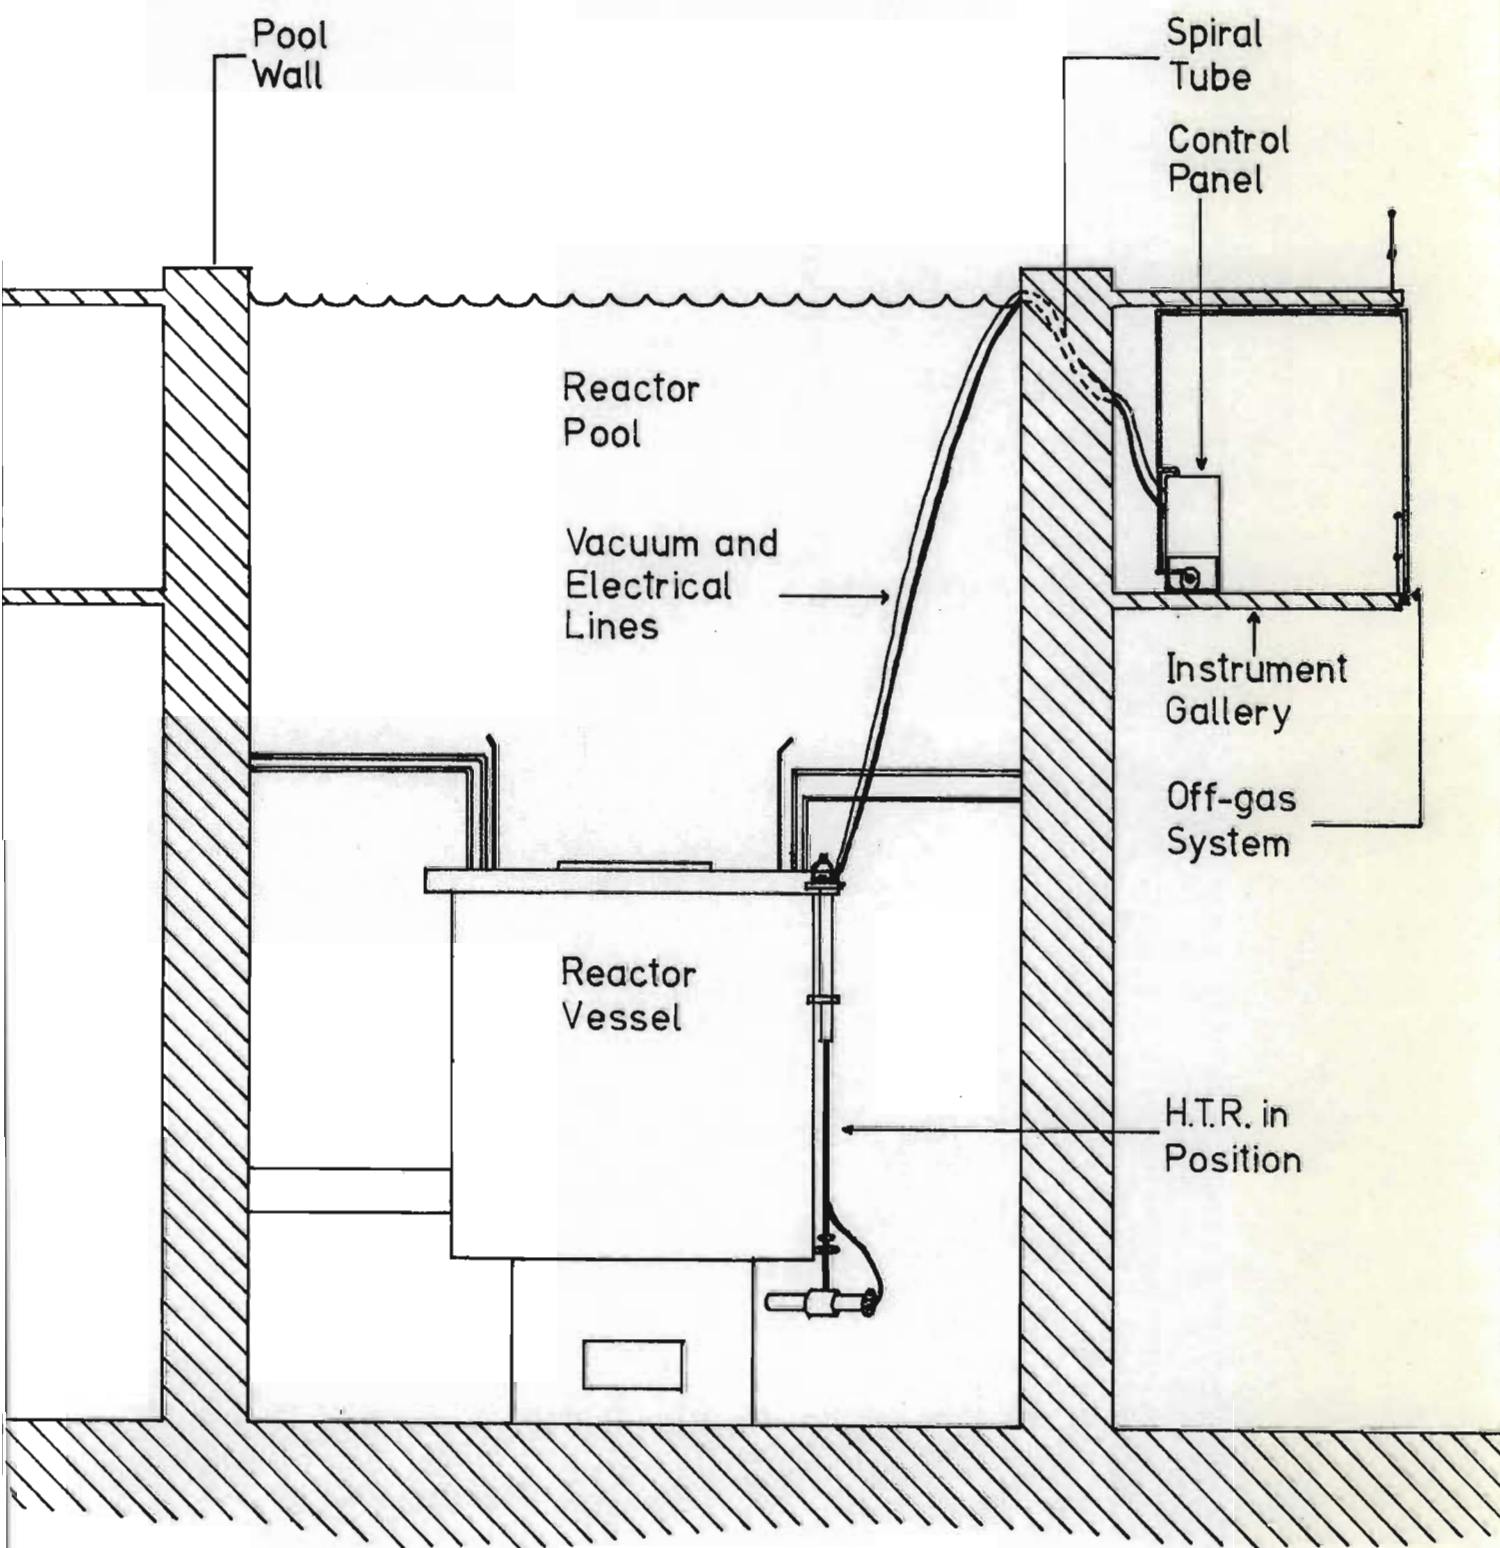 Pool
Wall
Spiral
Tube
Control
Panel
Reactor
Pool
Vacuum and
Electrical
Lines
Instrument
Gallery
Off-gas
System
Reactor
Vessel
H.T.R. in
Position